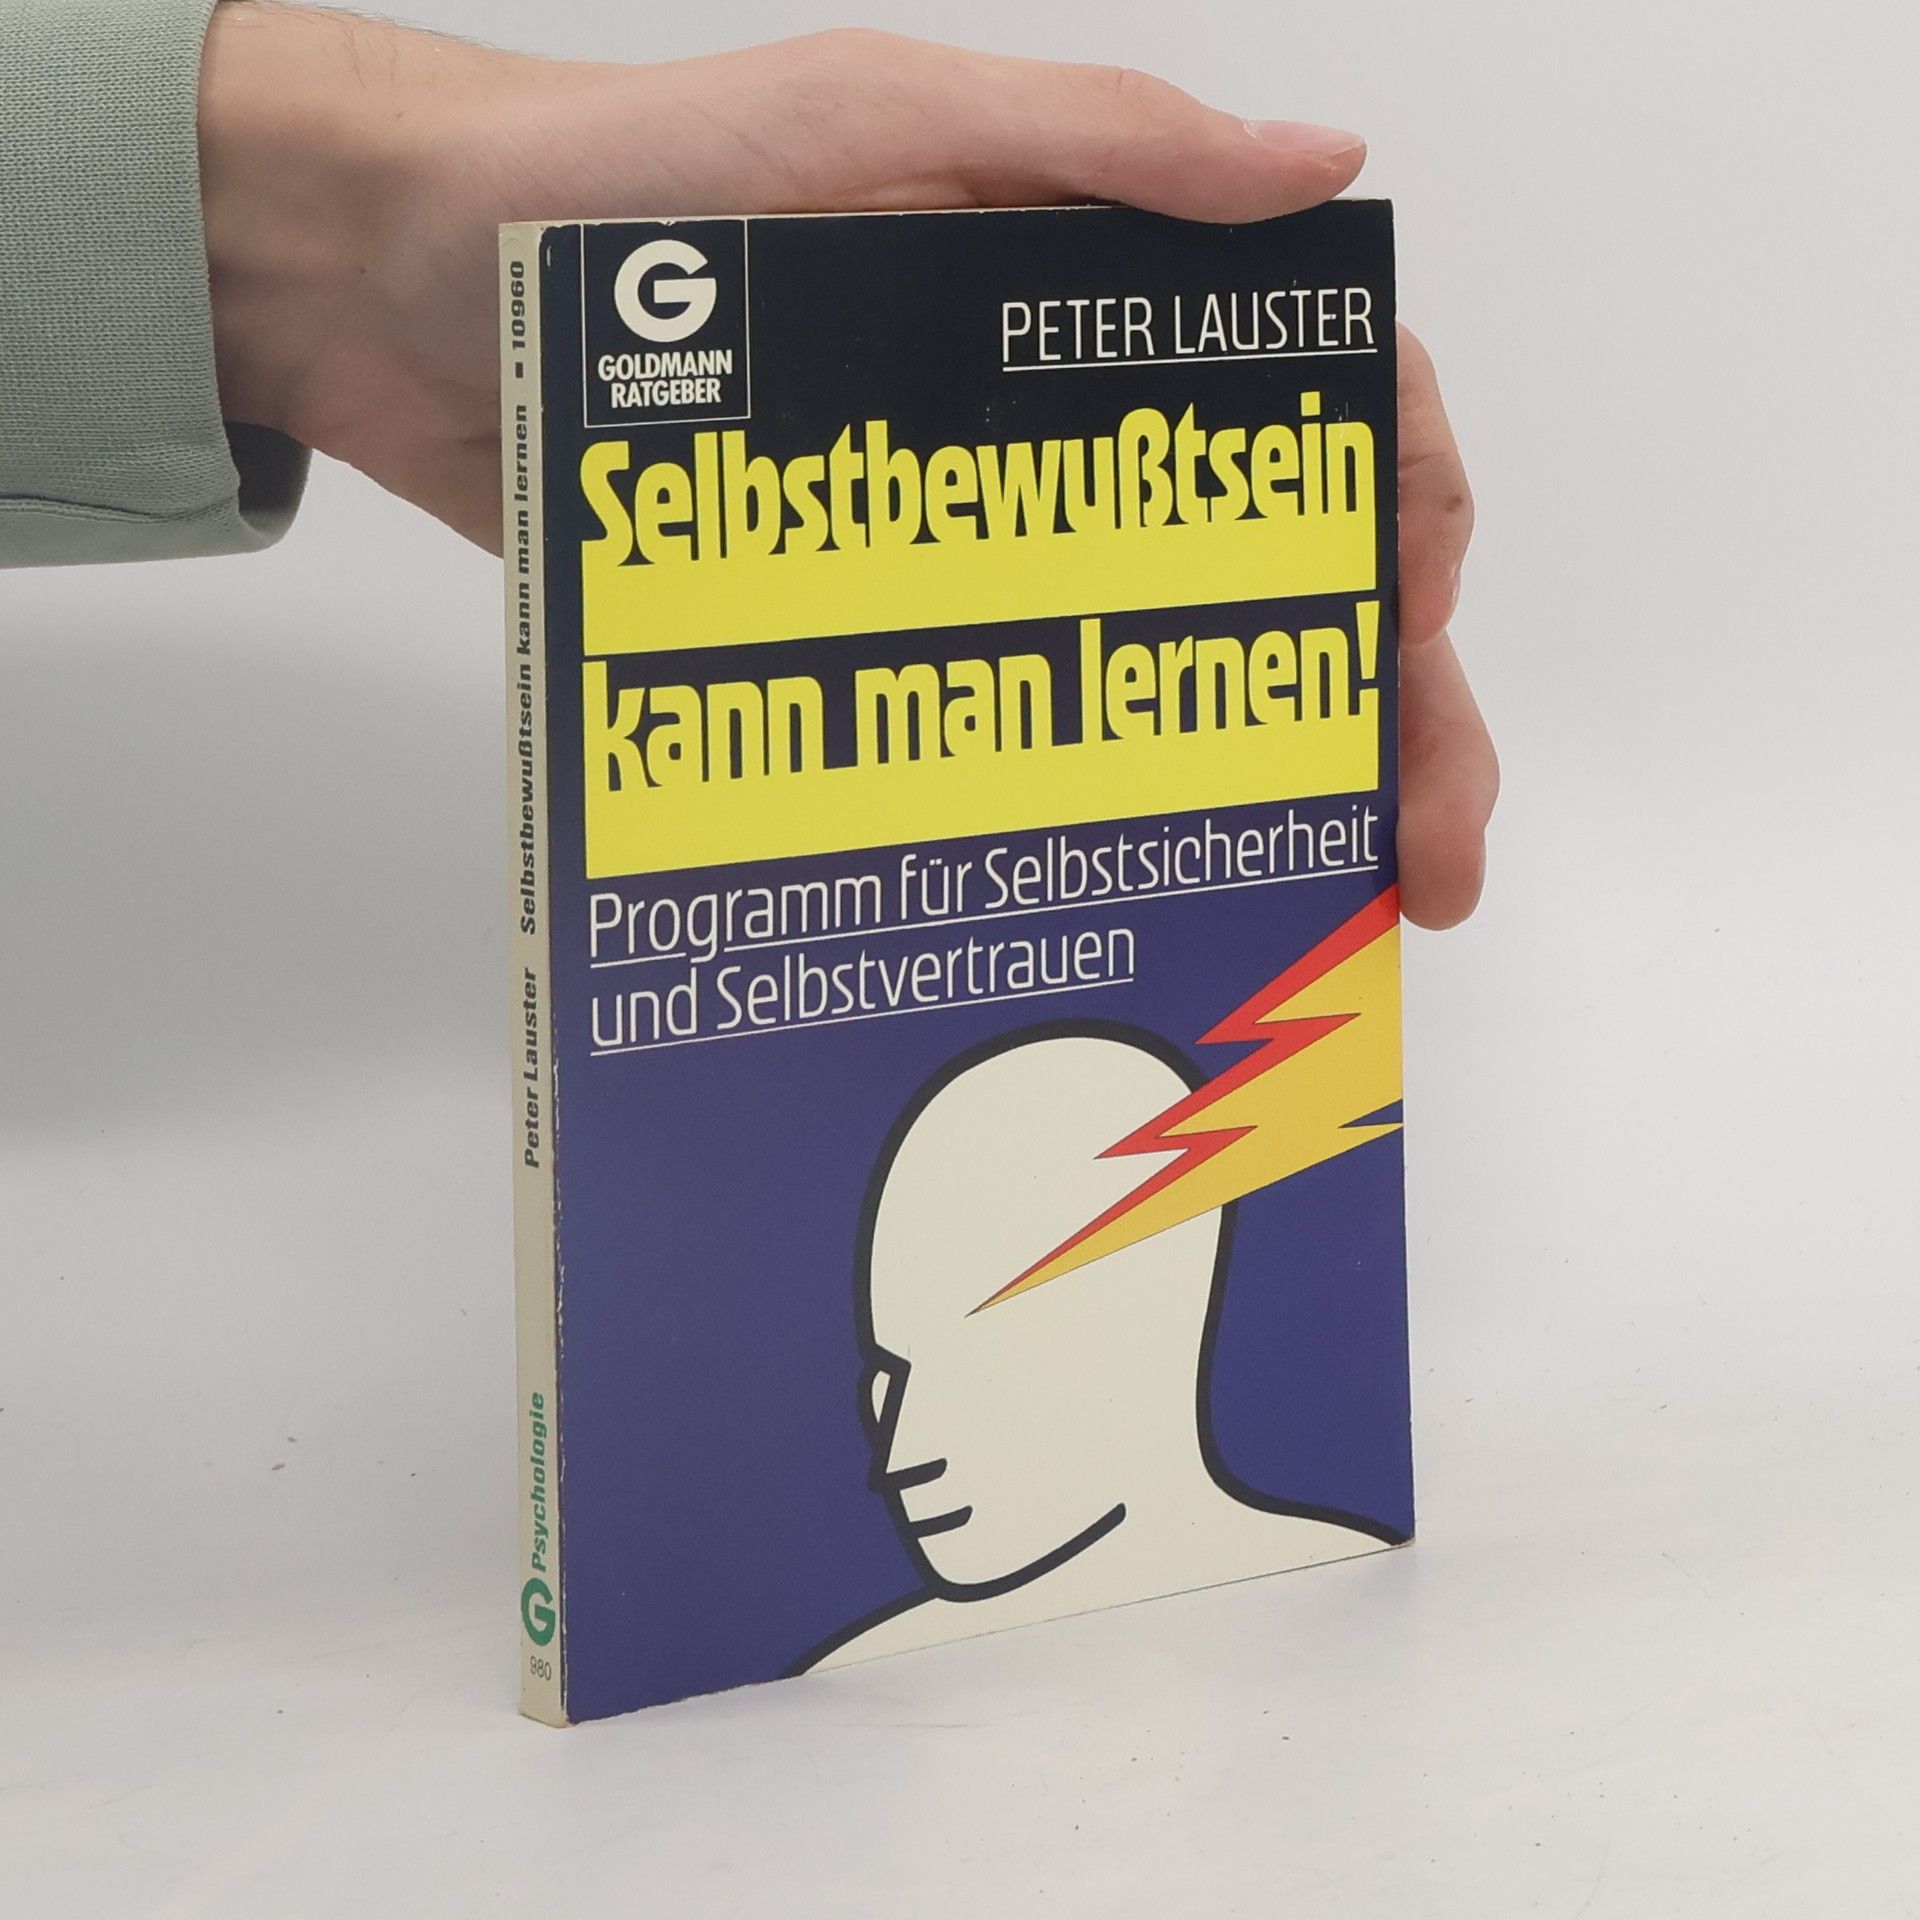 G
GOLDMANN
RATGEBER
PETER LAUSTER
Selbstbewußtsein
kann man lernen!
Programm für Selbstsicherheit
und Selbstvertrauen
Peter Lauster Selbstbewußtsein kann man lernen ▪ 10960
G Psychologie
980